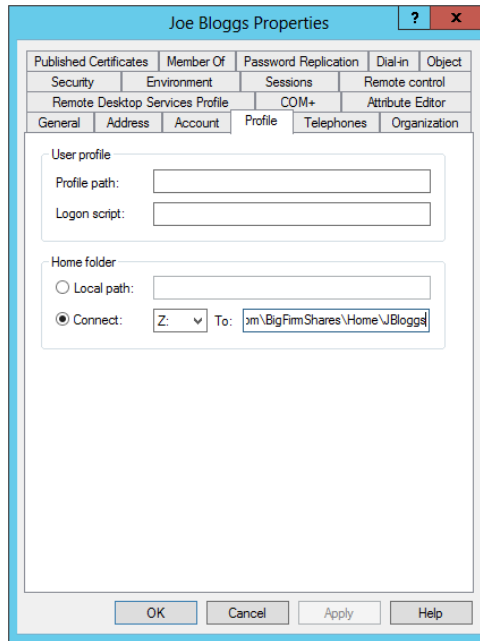 Joe Bloggs Properties ? x
Published Certificates Member Of Password Replication Dial-in Object
Security Environment Sessions Remote control
Remote Desktop Services Profile COM+ Attribute Editor
General Address Account Profile Telephones Organization
User profile
Profile path:
Logon script:
Home folder
Local path:
Connect: Z: To: om\BigFirmShares\Home\JBloggs
OK Cancel Apply Help